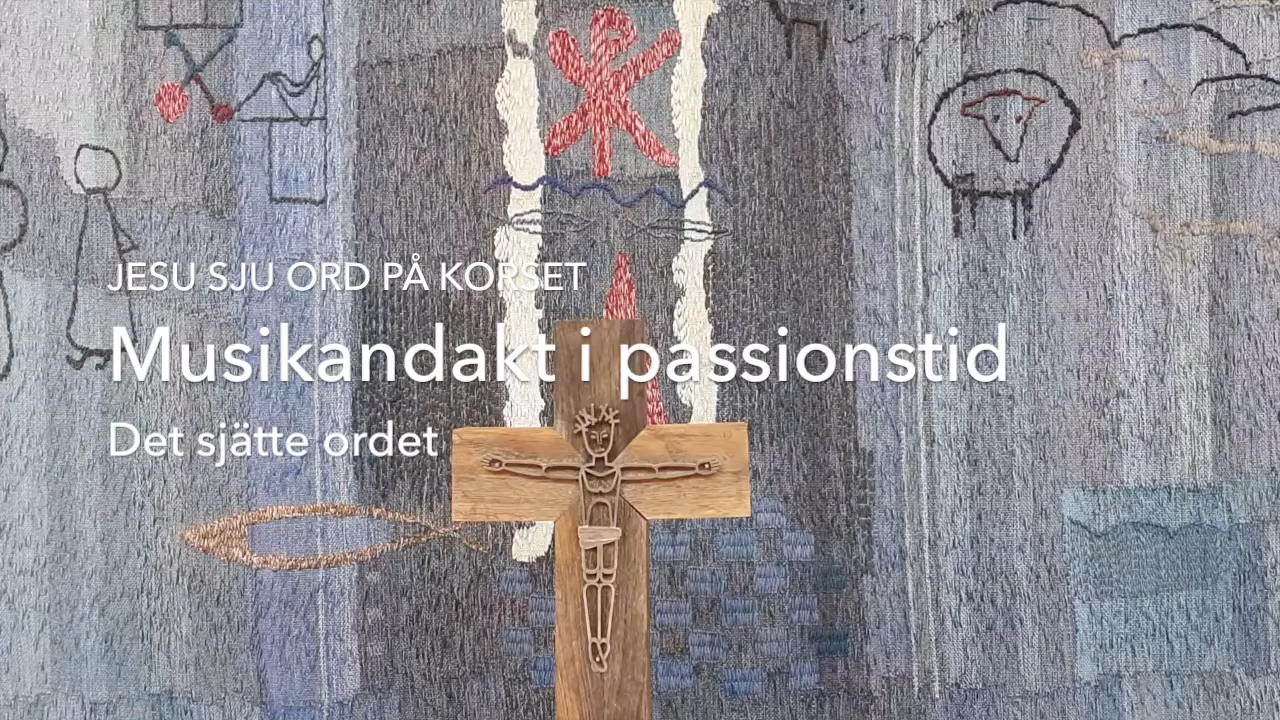 JESU SJU ORD PÅ KORSET
Musikandakt i passionstid
Det sjätte ordet